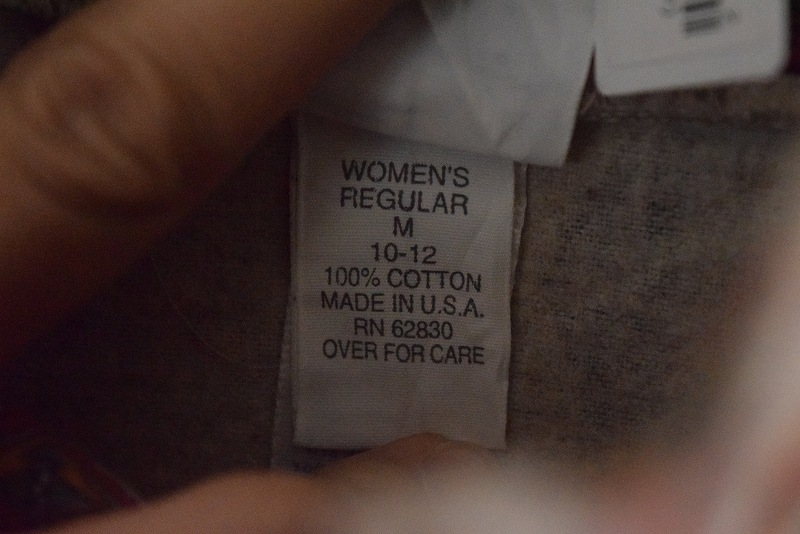 WOMEN'S
REGULAR
M
10-12
100% COTTON
MADE IN U.S.A.
RN 62830
OVER FOR CARE